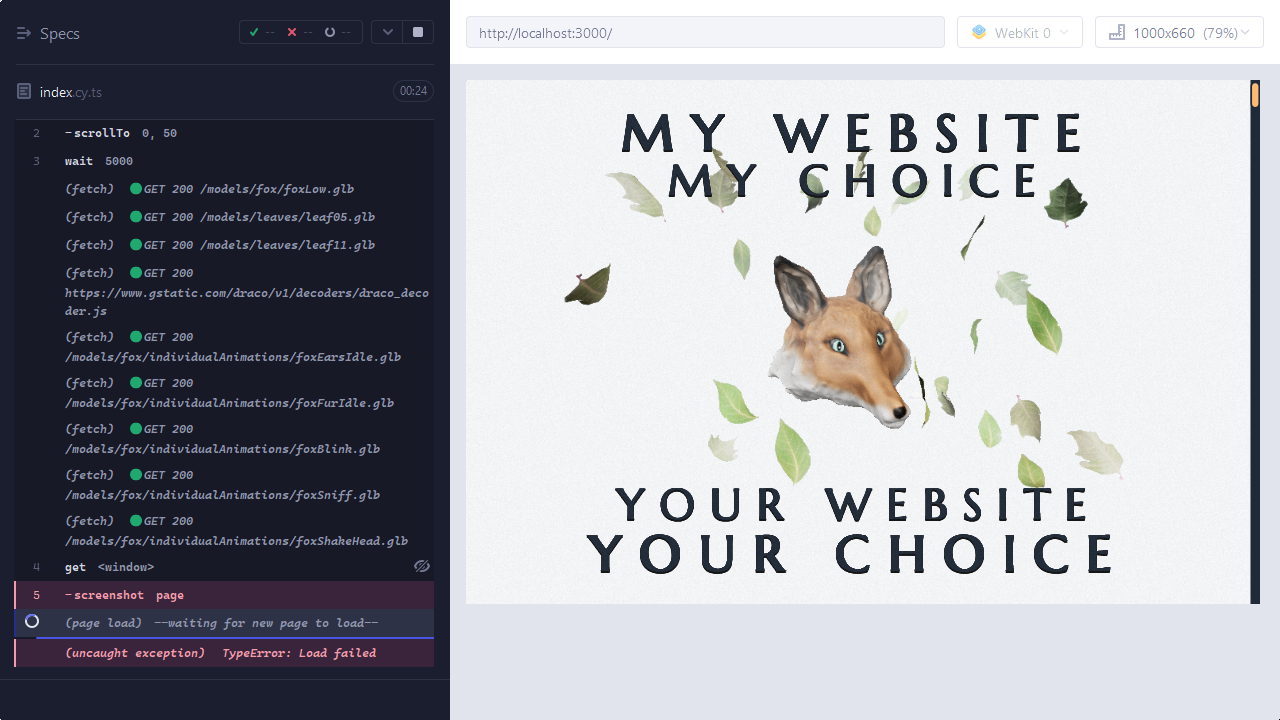 Specs
--
--
--
http://localhost:3000/
WebKit 0
1000x660 (79%)
index.cy.ts
00:24
2 -scrollTo 0, 50
3 wait 5000
(fetch) GET 200 /models/fox/foxLow.glb
(fetch) GET 200 /models/leaves/leaf05.glb
(fetch) GET 200 /models/leaves/leaf11.glb
(fetch) GET 200
https://www.gstatic.com/draco/v1/decoders/draco_deco
der.js
(fetch) GET 200
/models/fox/individualAnimations/foxEarsIdle.glb
(fetch) GET 200
/models/fox/individualAnimations/foxFurIdle.glb
(fetch) GET 200
/models/fox/individualAnimations/foxBlink.glb
(fetch) GET 200
/models/fox/individualAnimations/foxSniff.glb
(fetch) GET 200
/models/fox/individualAnimations/foxShakeHead.glb
4 get <window>
5 -screenshot page
(page load) --waiting for new page to load--
(uncaught exception) TypeError: Load failed
MY WEBSITE
MY CHOICE
YOUR WEBSITE
YOUR CHOICE